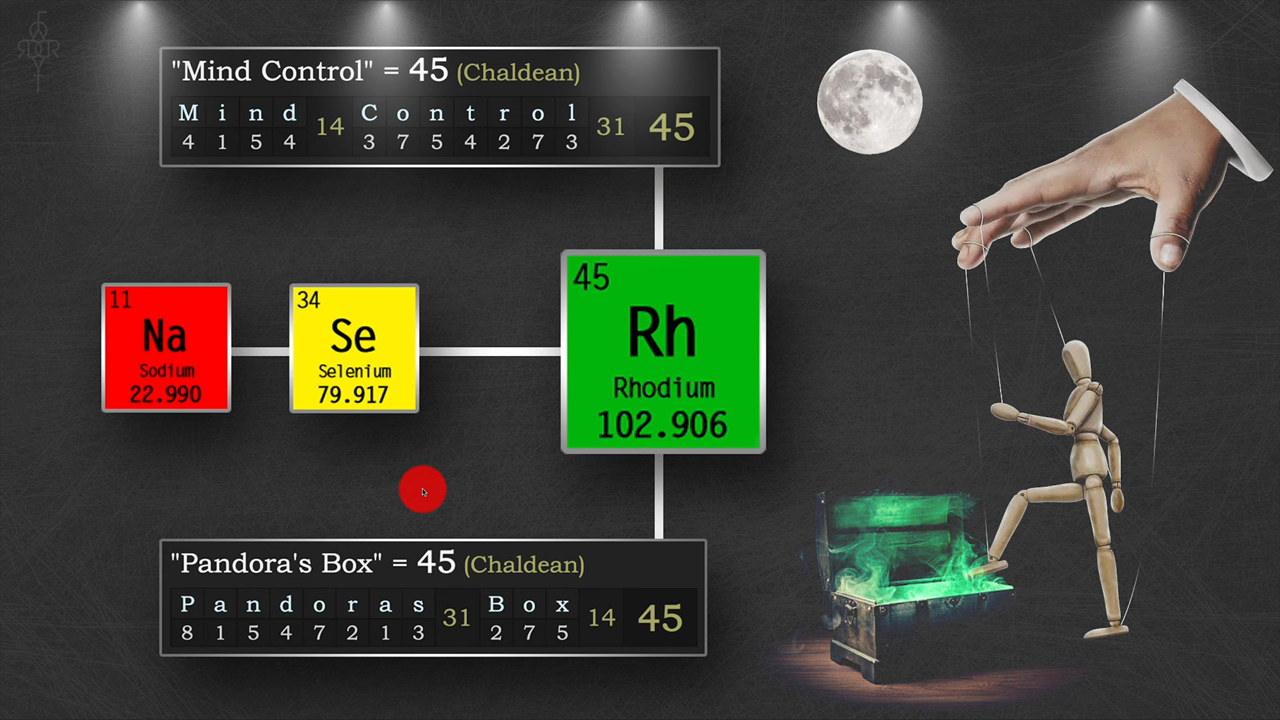 "Mind Control" = 45 (Chaldean)
M i n d 14 C o n t r o l 31 45
4 1 5 4 3 7 5 4 2 7 3
11
Na
Sodium
22.990
34
Se
Selenium
79.917
45
Rh
Rhodium
102.906
"Pandora's Box" = 45 (Chaldean)
P a n d o r a s 31 B o x 14 45
8 1 5 4 7 2 1 3 2 7 5